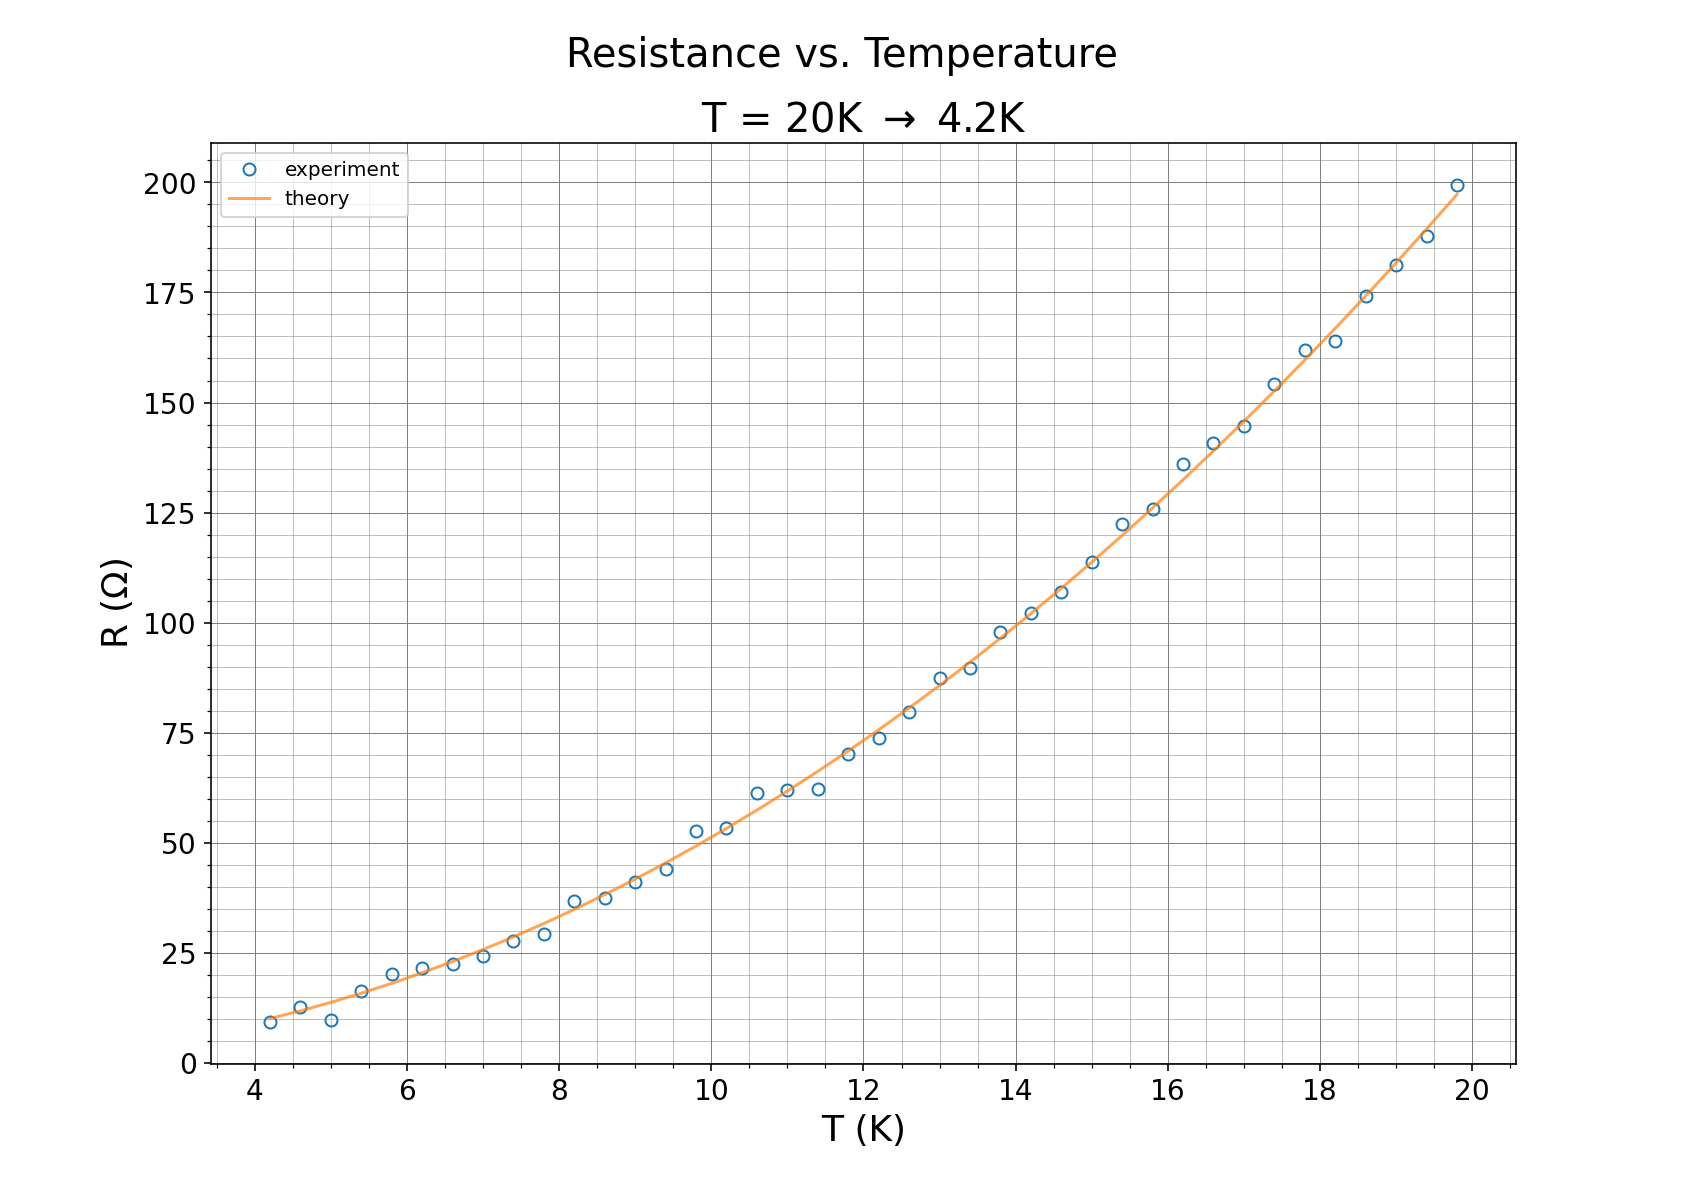 Resistance vs. Temperature
T = 20K → 4.2K
experiment
theory
200
175
150
125
100
75
50
25
0
R (Ω)
4 6 8 10 12 14 16 18 20
T (K)